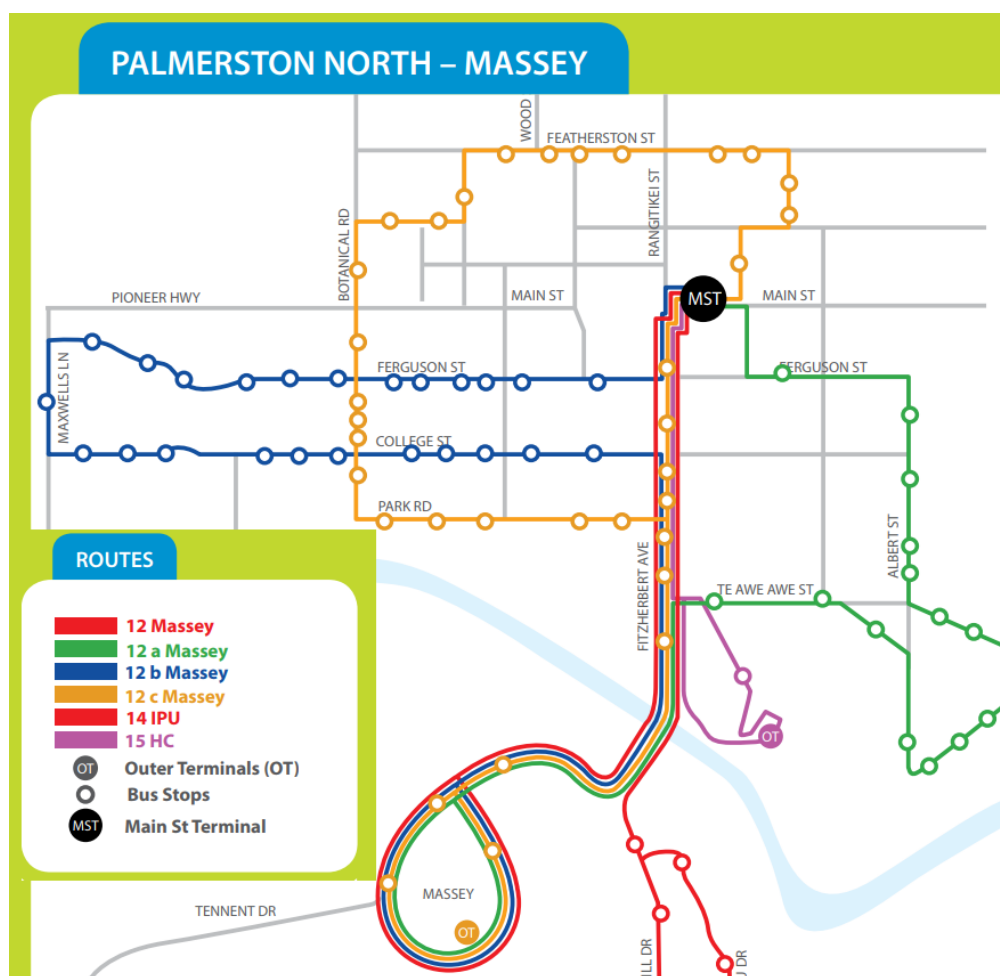 PALMERSTON NORTH – MASSEY
WOOD
FEATHERSTON ST
RANGITIKEI ST
BOTANICAL RD
PIONEER HWY
MAIN ST
MST
MAIN ST
MAXWELLS LN
FERGUSON ST
FERGUSON ST
COLLEGE ST
PARK RD
ALBERT ST
FITZHERBERT AVE
TE AWE AWE ST
OT
ROUTES
12 Massey
12 a Massey
12 b Massey
12 c Massey
14 IPU
15 HC
OT Outer Terminals (OT)
Bus Stops
MST Main St Terminal
MASSEY
OT
TENNENT DR
ILL DR
U DR